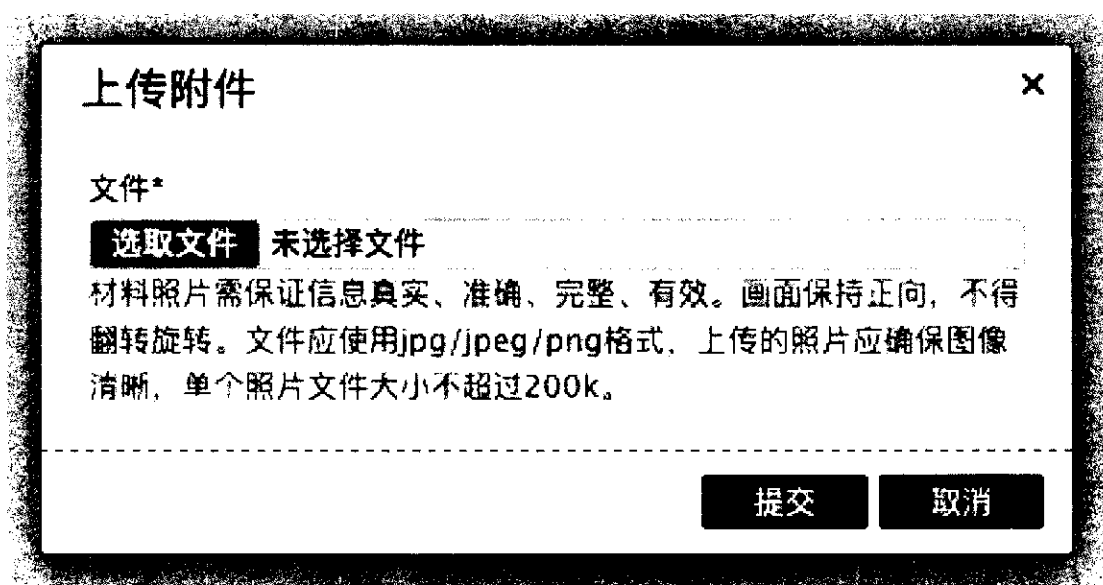 上传附件 ×
文件*
选取文件 未选择文件
材料照片需保证信息真实、准确、完整、有效。画面保持正向，不得
翻转旋转。文件应使用jpg/jpeg/png格式，上传的照片应确保图像
清晰，单个照片文件大小不超过200k。
提交 取消